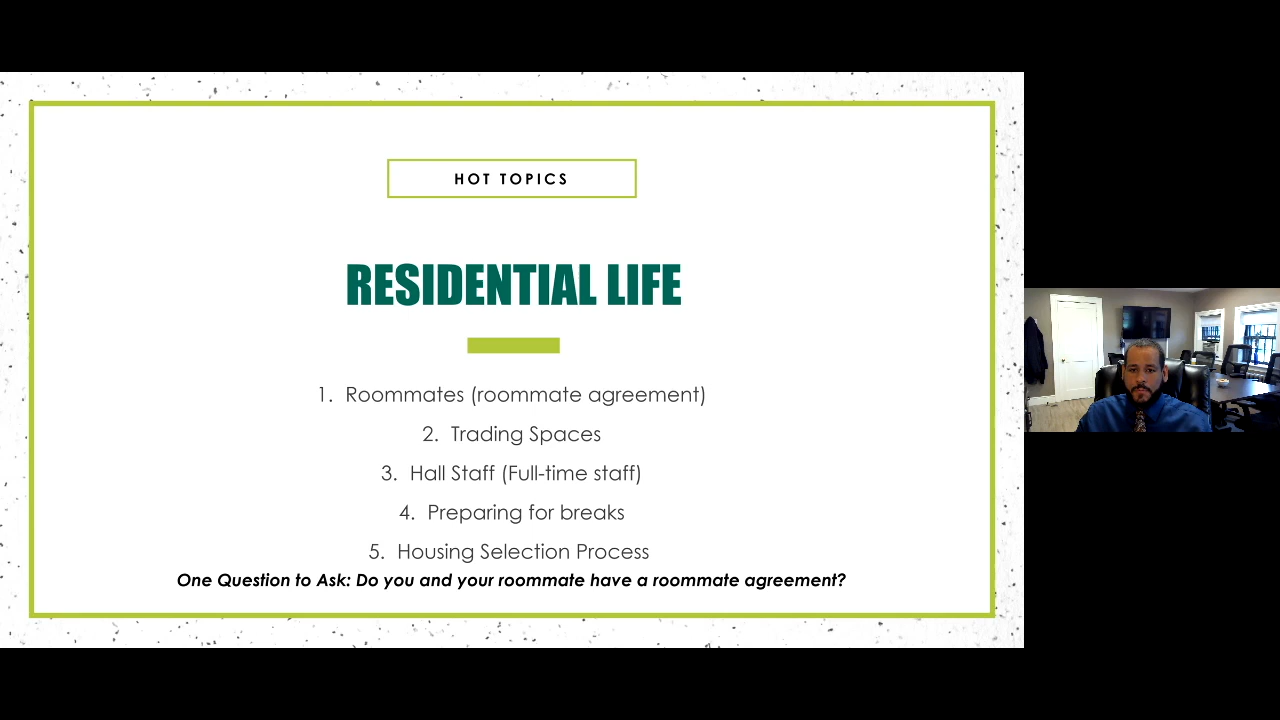 HOT TOPICS
RESIDENTIAL LIFE
1. Roommates (roommate agreement)
2. Trading Spaces
3. Hall Staff (Full-time staff)
4. Preparing for breaks
5. Housing Selection Process
One Question to Ask: Do you and your roommate have a roommate agreement?